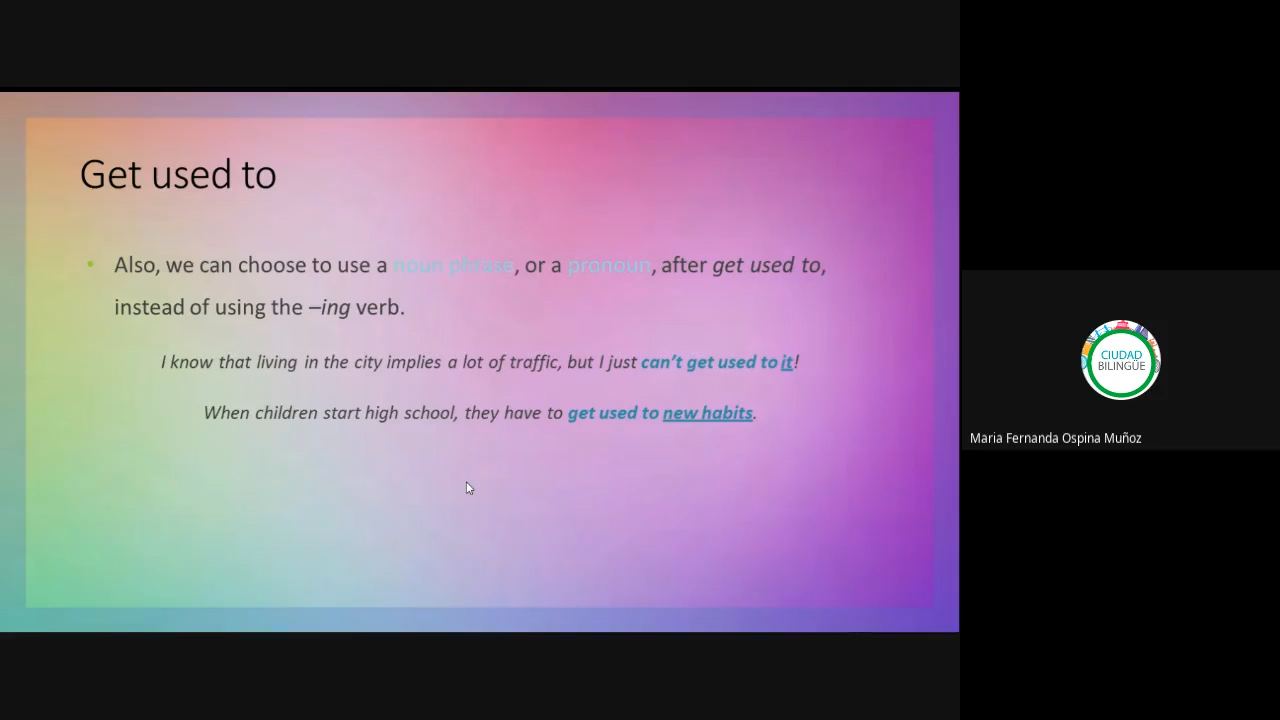 Get used to
Also, we can choose to use a noun phrase, or a pronoun, after get used to,
instead of using the –ing verb.
I know that living in the city implies a lot of traffic, but I just can't get used to it!
When children start high school, they have to get used to new habits.
CIUDAD
BILINGÜE
Maria Fernanda Ospina Muñoz